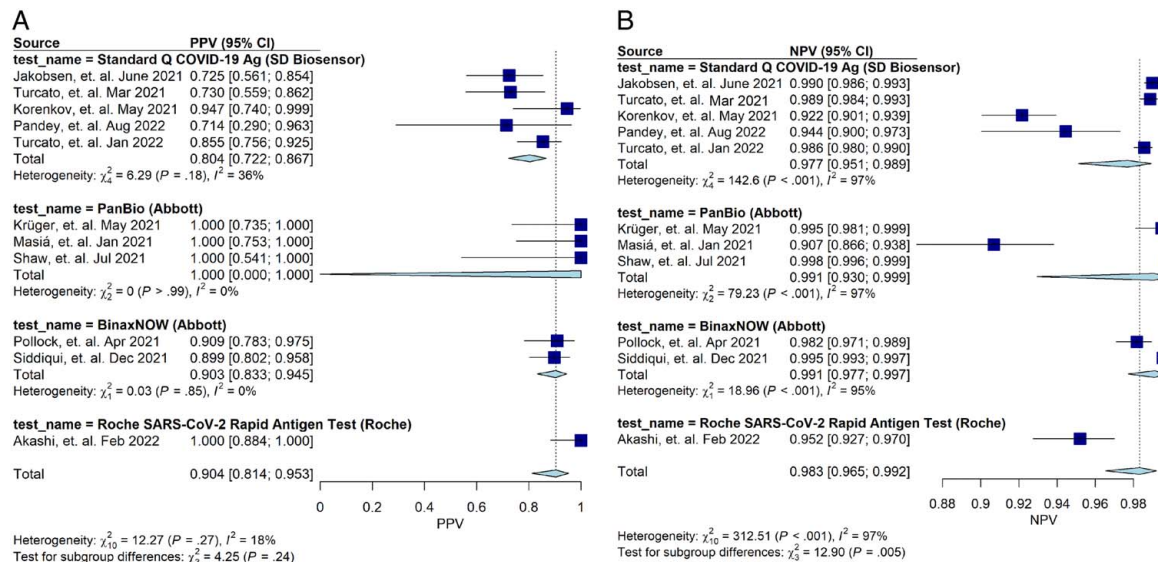 A
Source PPV (95% CI)
test_name = Standard Q COVID-19 Ag (SD Biosensor)
Jakobsen, et. al. June 2021 0.725 [0.561; 0.854]
Turcato, et. al. Mar 2021 0.730 [0.559; 0.862]
Korenkov, et. al. May 2021 0.947 [0.740; 0.999]
Pandey, et. al. Aug 2022 0.714 [0.290; 0.963]
Turcato, et. al. Jan 2022 0.855 [0.756; 0.925]
Total 0.804 [0.722; 0.867]
Heterogeneity: χ²₄ = 6.29 (P = .18), I² = 36%
test_name = PanBio (Abbott)
Krüger, et. al. May 2021 1.000 [0.735; 1.000]
Masiá, et. al. Jan 2021 1.000 [0.753; 1.000]
Shaw, et. al. Jul 2021 1.000 [0.541; 1.000]
Total 1.000 [0.000; 1.000]
Heterogeneity: χ²₂ = 0 (P > .99), I² = 0%
test_name = BinaxNOW (Abbott)
Pollock, et. al. Apr 2021 0.909 [0.783; 0.975]
Siddiqui, et. al. Dec 2021 0.899 [0.802; 0.958]
Total 0.903 [0.833; 0.945]
Heterogeneity: χ²₁ = 0.03 (P = .85), I² = 0%
test_name = Roche SARS-CoV-2 Rapid Antigen Test (Roche)
Akashi, et. al. Feb 2022 1.000 [0.884; 1.000]
Total 0.904 [0.814; 0.953]
0 0.2 0.4 0.6 0.8 1
PPV
Heterogeneity: χ²₁₀ = 12.27 (P = .27), I² = 18%
Test for subgroup differences: χ²₃ = 4.25 (P = .24)
B
Source NPV (95% CI)
test_name = Standard Q COVID-19 Ag (SD Biosensor)
Jakobsen, et. al. June 2021 0.990 [0.986; 0.993]
Turcato, et. al. Mar 2021 0.989 [0.984; 0.993]
Korenkov, et. al. May 2021 0.922 [0.901; 0.939]
Pandey, et. al. Aug 2022 0.944 [0.900; 0.973]
Turcato, et. al. Jan 2022 0.986 [0.980; 0.990]
Total 0.977 [0.951; 0.989]
Heterogeneity: χ²₄ = 142.6 (P < .001), I² = 97%
test_name = PanBio (Abbott)
Krüger, et. al. May 2021 0.995 [0.981; 0.999]
Masiá, et. al. Jan 2021 0.907 [0.866; 0.938]
Shaw, et. al. Jul 2021 0.998 [0.996; 0.999]
Total 0.991 [0.930; 0.999]
Heterogeneity: χ²₂ = 79.23 (P < .001), I² = 97%
test_name = BinaxNOW (Abbott)
Pollock, et. al. Apr 2021 0.982 [0.971; 0.989]
Siddiqui, et. al. Dec 2021 0.995 [0.993; 0.997]
Total 0.991 [0.977; 0.997]
Heterogeneity: χ²₁ = 18.96 (P < .001), I² = 95%
test_name = Roche SARS-CoV-2 Rapid Antigen Test (Roche)
Akashi, et. al. Feb 2022 0.952 [0.927; 0.970]
Total 0.983 [0.965; 0.992]
0.88 0.9 0.92 0.94 0.96 0.98
NPV
Heterogeneity: χ²₁₀ = 312.51 (P < .001), I² = 97%
Test for subgroup differences: χ²₃ = 12.90 (P = .005)